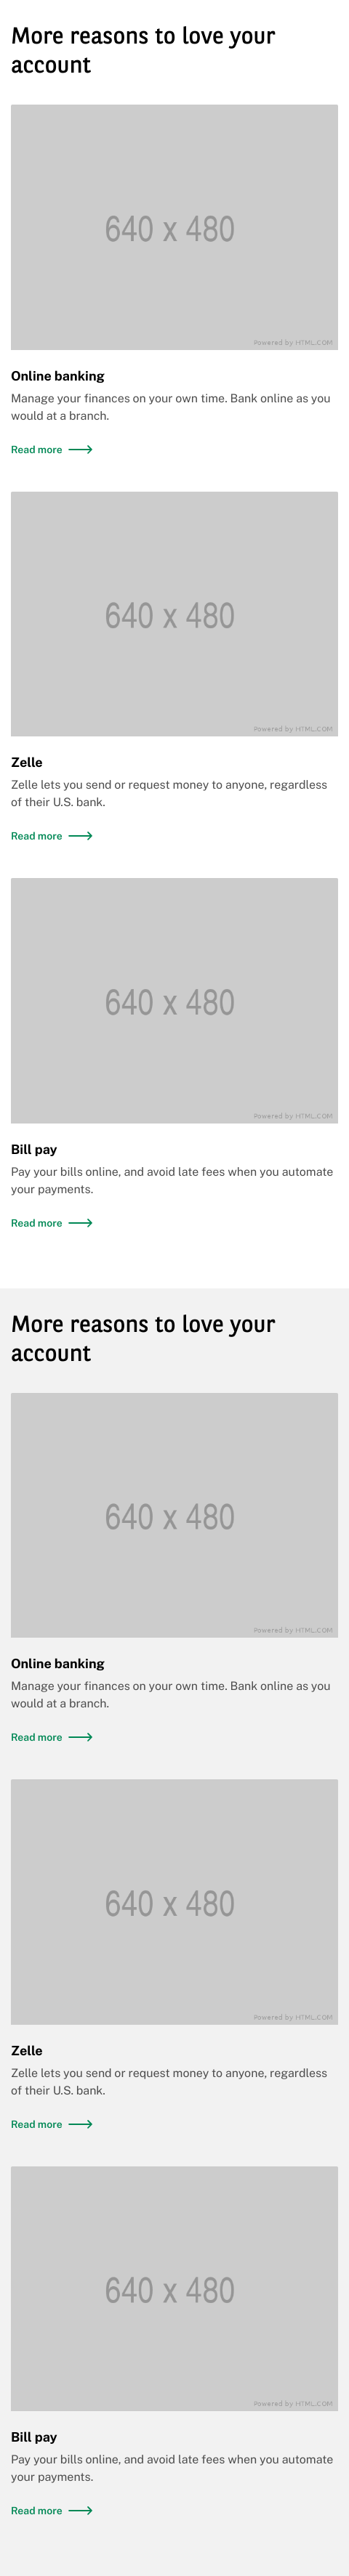 More reasons to love your
account
640 x 480
Powered by HTML.COM
Online banking
Manage your finances on your own time. Bank online as you
would at a branch.
Read more
640 x 480
Powered by HTML.COM
Zelle
Zelle lets you send or request money to anyone, regardless
of their U.S. bank.
Read more
640 x 480
Powered by HTML.COM
Bill pay
Pay your bills online, and avoid late fees when you automate
your payments.
Read more
More reasons to love your
account
640 x 480
Powered by HTML.COM
Online banking
Manage your finances on your own time. Bank online as you
would at a branch.
Read more
640 x 480
Powered by HTML.COM
Zelle
Zelle lets you send or request money to anyone, regardless
of their U.S. bank.
Read more
640 x 480
Powered by HTML.COM
Bill pay
Pay your bills online, and avoid late fees when you automate
your payments.
Read more